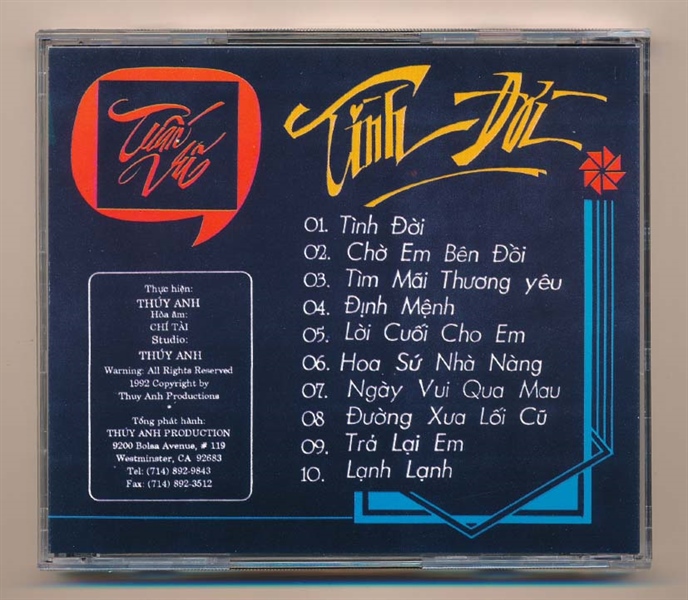 Tuấn
Vũ
Tình Đời
01. Tình Đời
02. Chờ Em Bên Đồi
03. Tìm Mãi Thương yêu
04. Định Mệnh
05. Lời Cuối Cho Em
06. Hoa Sứ Nhà Nàng
07. Ngày Vui Qua Mau
08 Đường Xưa Lối Cũ
09. Trả Lại Em
10. Lạnh Lạnh
Thực hiện:
THÚY ANH
Hòa âm:
CHÍ TÀI
Studio:
THÚY ANH
Warning: All Rights Reserved
1992 Copyright by
Thuy Anh Productions
*
Tổng phát hành:
THÚY ANH PRODUCTION
9200 Bolsa Avenue, # 119
Westminster, CA 92683
Tel: (714) 892-9843
Fax: (714) 892-3512